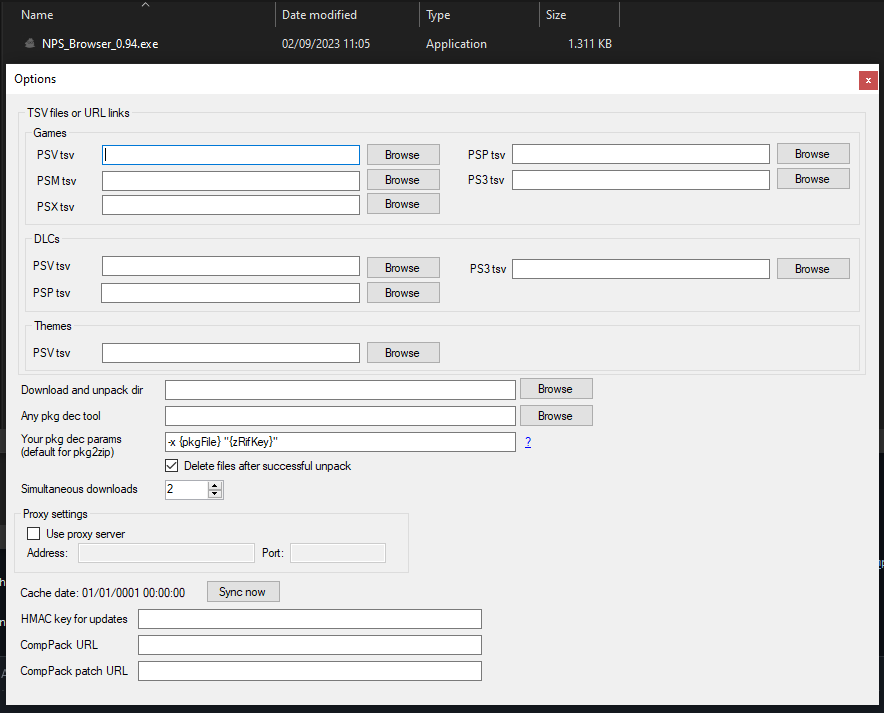 Name Date modified Type Size
NPS_Browser_0.94.exe 02/09/2023 11:05 Application 1.311 KB
Options x
TSV files or URL links
Games
PSV tsv Browse PSP tsv Browse
PSM tsv Browse PS3 tsv Browse
PSX tsv Browse
DLCs
PSV tsv Browse PS3 tsv Browse
PSP tsv Browse
Themes
PSV tsv Browse
Download and unpack dir Browse
Any pkg dec tool Browse
Your pkg dec params
(default for pkg2zip) -x {pkgFile} "{zRifKey}" ?
Delete files after successful unpack
Simultaneous downloads 2
Proxy settings
Use proxy server
Address: Port:
Cache date: 01/01/0001 00:00:00 Sync now
HMAC key for updates
CompPack URL
CompPack patch URL